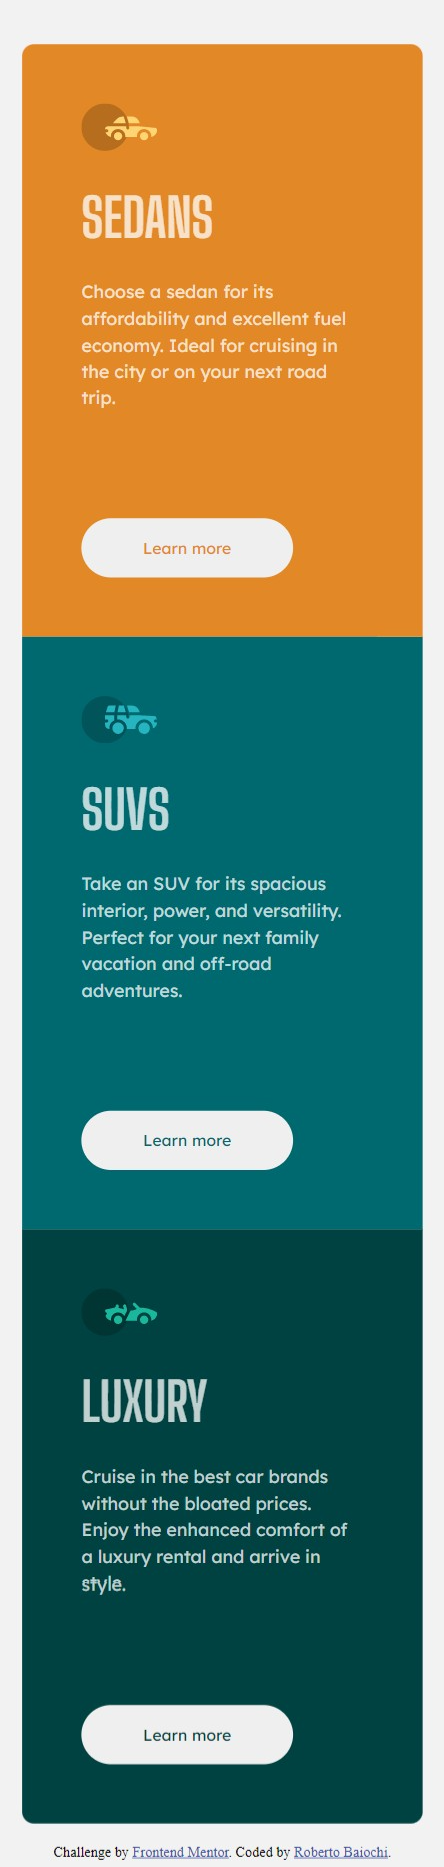 SEDANS
Choose a sedan for its
affordability and excellent fuel
economy. Ideal for cruising in
the city or on your next road
trip.
Learn more
SUVS
Take an SUV for its spacious
interior, power, and versatility.
Perfect for your next family
vacation and off-road
adventures.
Learn more
LUXURY
Cruise in the best car brands
without the bloated prices.
Enjoy the enhanced comfort of
a luxury rental and arrive in
style.
Learn more
Challenge by Frontend Mentor. Coded by Roberto Baiochi.